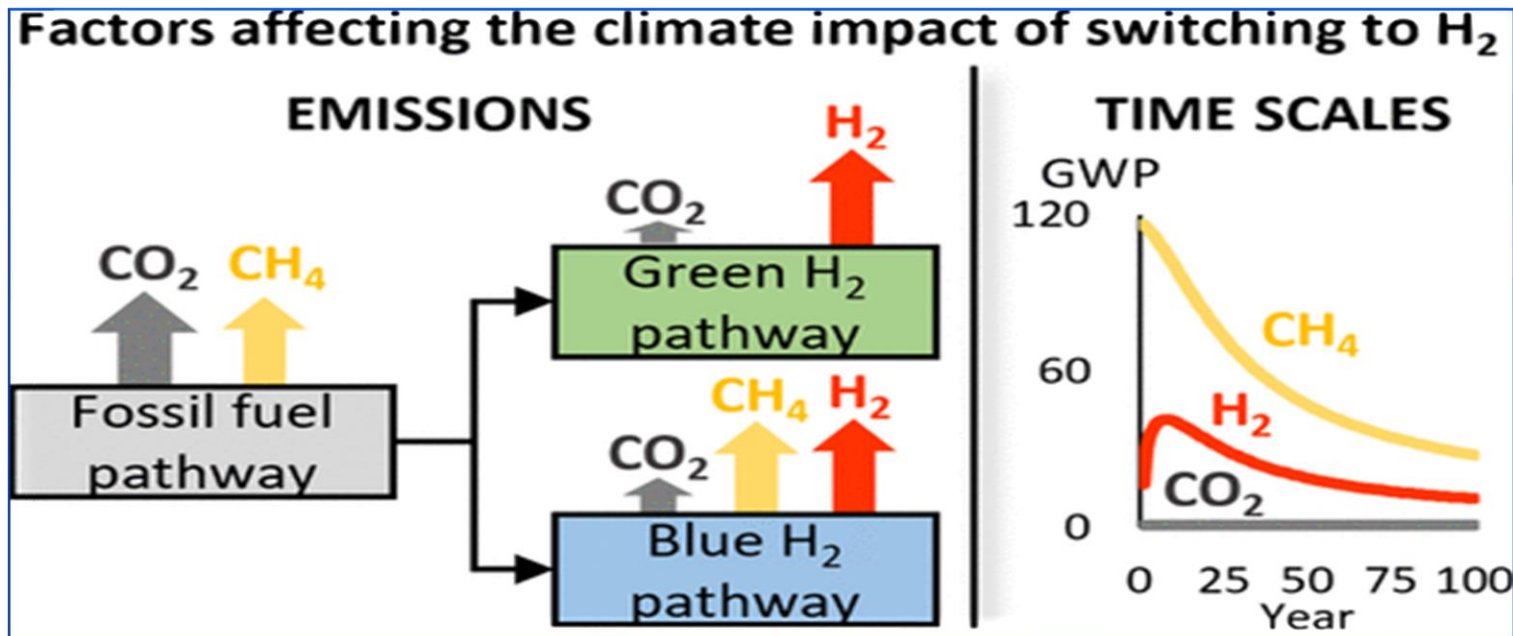 Factors affecting the climate impact of switching to H₂
EMISSIONS
CO₂ CH₄
Fossil fuel
pathway
CO₂
H₂
Green H₂
pathway
CO₂
CH₄ H₂
Blue H₂
pathway
TIME SCALES
GWP
120
60
0
CH₄
H₂
CO₂
0 25 50 75 100
Year